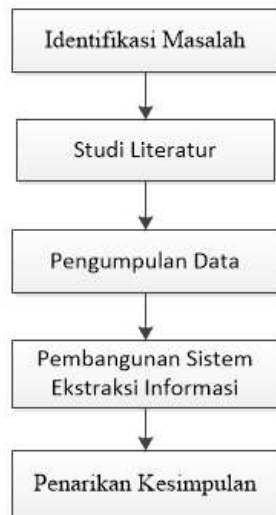 Identifikasi Masalah
Studi Literatur
Pengumpulan Data
Pembangunan Sistem
Ekstraksi Informasi
Penarikan Kesimpulan